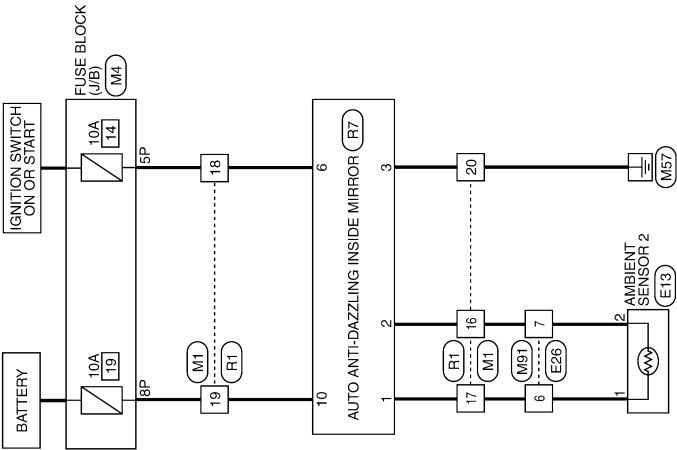 IGNITION SWITCH
ON OR START
FUSE BLOCK
(J/B)
M4
10A
14
5P
18
6
AUTO ANTI-DAZZLING INSIDE MIRROR
R7
3
20
M57
BATTERY
10A
19
8P
19
M1
R1
10
2
16
7
2
AMBIENT
SENSOR 2
E13
R1
M1
M91
E26
1
17
6
1